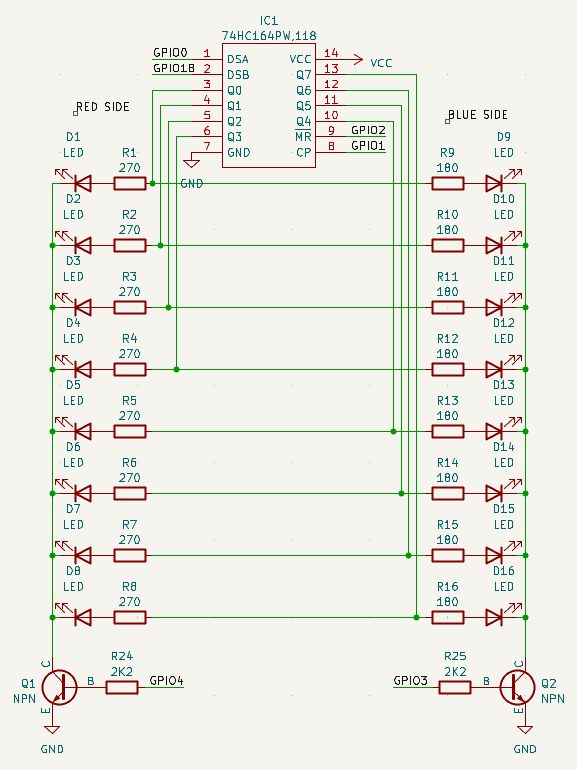 IC1
74HC164PW,118
GPIO0 1 DSA VCC 14 VCC
GPIO18 2 DSB Q7 13
3 Q0 Q6 12
4 Q1 Q5 11
5 Q2 Q4 10
6 Q3 MR 9 GPIO2
7 GND CP 8 GPIO1
GND
RED SIDE
BLUE SIDE
D1
LED
R1
270
R9
180
D9
LED
D2
LED
R2
270
R10
180
D10
LED
D3
LED
R3
270
R11
180
D11
LED
D4
LED
R4
270
R12
180
D12
LED
D5
LED
R5
270
R13
180
D13
LED
D6
LED
R6
270
R14
180
D14
LED
D7
LED
R7
270
R15
180
D15
LED
D8
LED
R8
270
R16
180
D16
LED
Q1
NPN
C
B
E
R24
2K2
GPIO4
GND
GPIO3
R25
2K2
B
C
E
Q2
NPN
GND